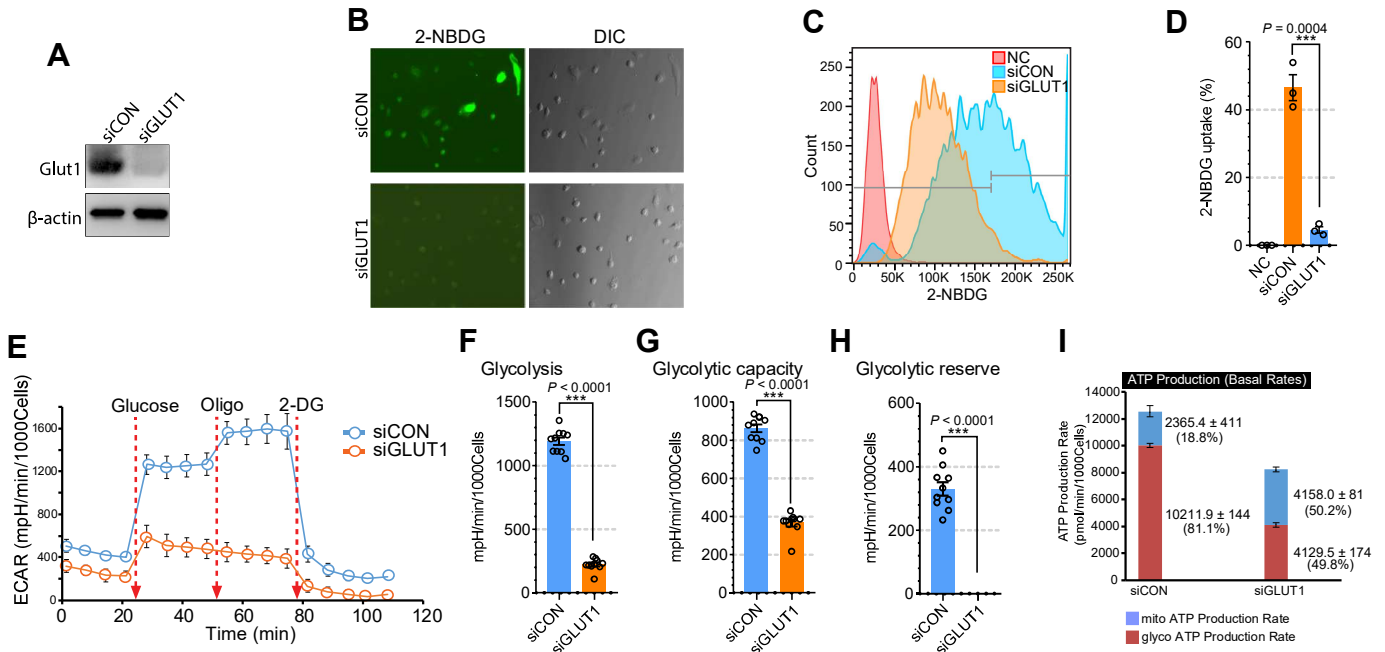 A
siCON
siGLUT1
Glut1
β-actin
B
2-NBDG
DIC
siCON
siGLUT1
C
NC
siCON
siGLUT1
Count
250
200
150
100
50
0
0
50K
100K
150K
200K
250K
2-NBDG
D
P = 0.0004
***
2-NBDG uptake (%)
60
40
20
0
NC
siCON
siGLUT1
E
ECAR (mpH/min/1000Cells)
1600
1200
800
400
0
Glucose
Oligo
2-DG
siCON
siGLUT1
0
20
40
60
80
100
120
Time (min)
F
Glycolysis
P < 0.0001
***
mpH/min/1000Cells
1500
1000
500
0
siCON
siGLUT1
G
Glycolytic capacity
P < 0.0001
***
mpH/min/1000Cells
1000
800
600
400
200
0
siCON
siGLUT1
H
Glycolytic reserve
P < 0.0001
***
mpH/min/1000Cells
600
400
200
0
siCON
siGLUT1
I
ATP Production (Basal Rates)
ATP Production Rate
(pmol/min/1000Cells)
14000
12000
10000
8000
6000
4000
2000
0
2365.4 ± 411
(18.8%)
10211.9 ± 144
(81.1%)
4158.0 ± 81
(50.2%)
4129.5 ± 174
(49.8%)
siCON
siGLUT1
mito ATP Production Rate
glyco ATP Production Rate